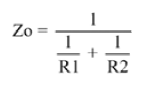 Zo = 1
1 + 1
R1 R2